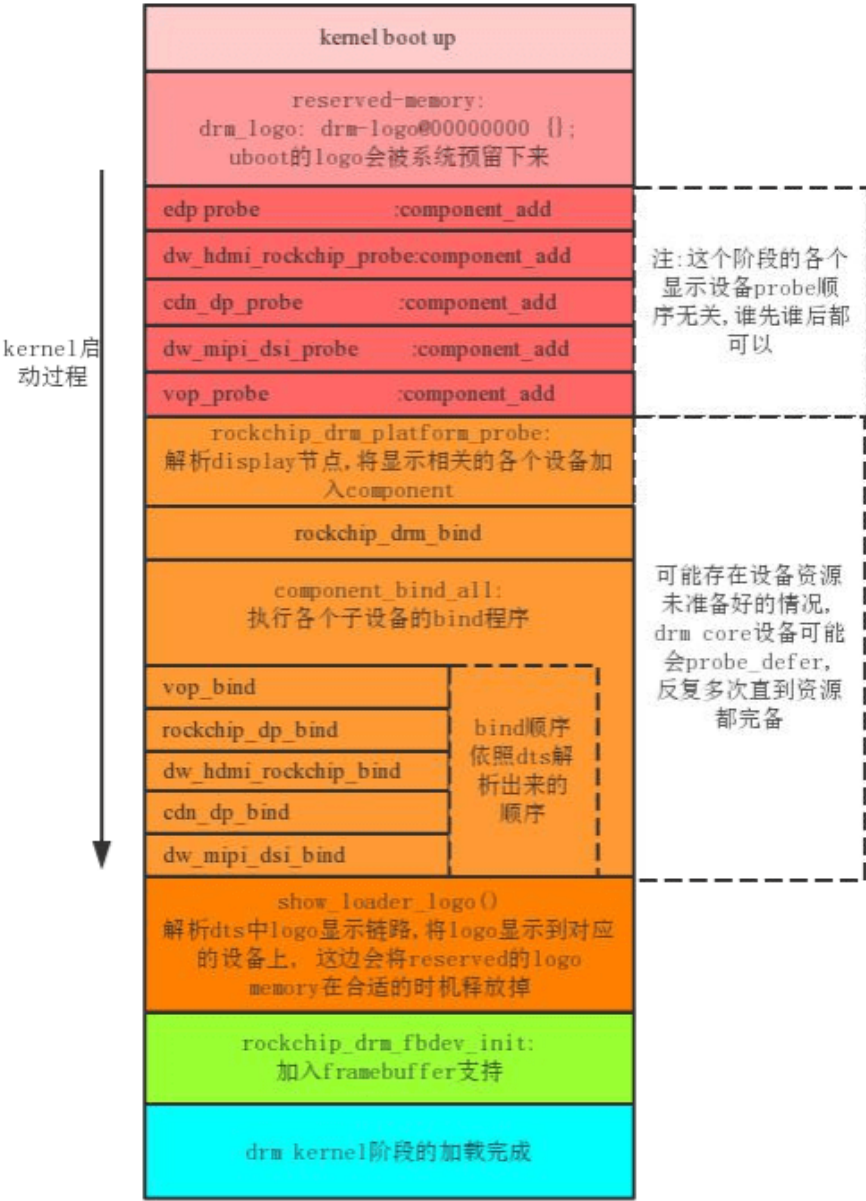 kernel boot up
reserved-memory:
drm_logo: drm-logo@00000000 {};
uboot的logo会被系统预留下来
edp probe :component_add
dw_hdmi_rockchip_probe:component_add
cdn_dp_probe :component_add
dw_mipi_dsi_probe :component_add
vop_probe :component_add
注:这个阶段的各个
显示设备probe顺
序无关,谁先谁后都
可以
kernel启
动过程
rockchip_drm_platform_probe:
解析display节点,将显示相关的各个设备加
入component
rockchip_drm_bind
component_bind_all:
执行各个子设备的bind程序
vop_bind
rockchip_dp_bind
dw_hdmi_rockchip_bind
cdn_dp_bind
dw_mipi_dsi_bind
bind顺序
依照dts解
析出来的
顺序
可能存在设备资源
未准备好的情况,
drm core设备可能
会probe_defer,
反复多次直到资源
都完备
show_loader_logo()
解析dts中logo显示链路,将logo显示到对应
的设备上, 这边会将reserved的logo
memory在合适的时机释放掉
rockchip_drm_fbdev_init:
加入framebuffer支持
drm kernel阶段的加载完成